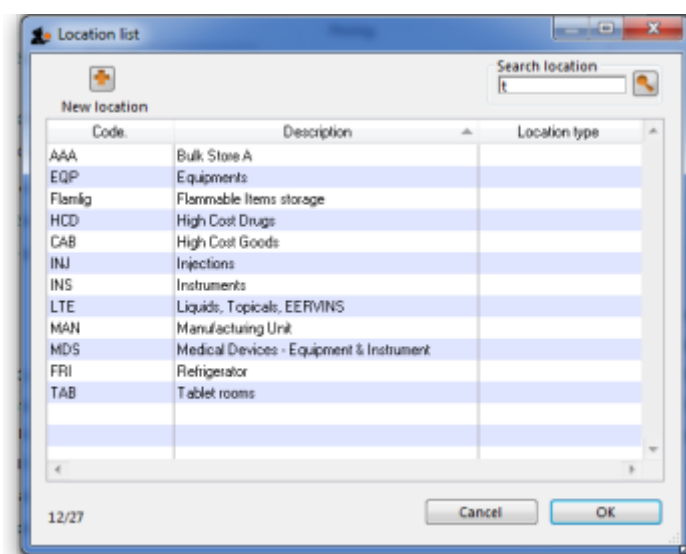 Location list
Search location
t
New location
Code. Description Location type
AAA Bulk Store A
EQP Equipments
Flamlig Flammable Items storage
HCD High Cost Drugs
CAB High Cost Goods
INJ Injections
INS Instruments
LTE Liquids, Topicals, EERVINS
MAN Manufacturing Unit
MDS Medical Devices - Equipment & Instrument
FRI Refrigerator
TAB Tablet rooms
12/27 Cancel OK